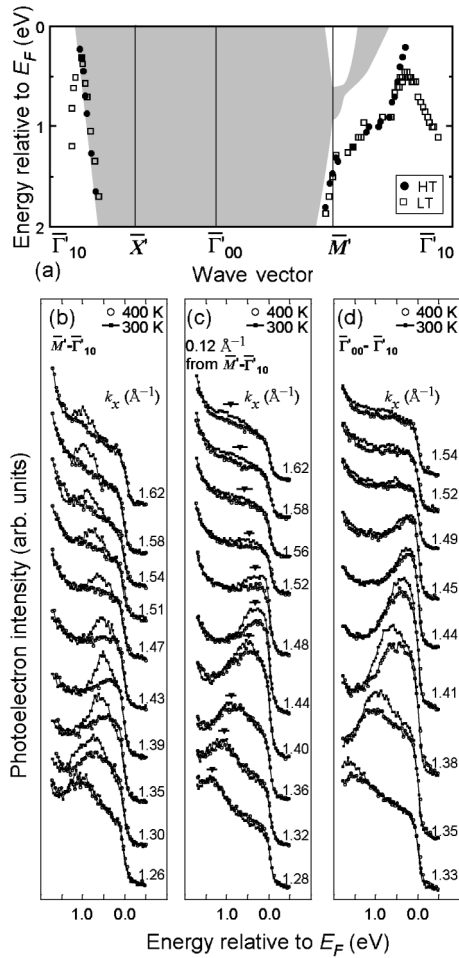 0
1
2
Energy relative to E_F (eV)
HT
LT
Γ̅'₁₀ X̅' Γ̅'₀₀ M̅' Γ̅'₁₀
(a) Wave vector
(b) 400 K
300 K
M̅'-Γ̅'₁₀
k_x (Å⁻¹)
1.62
1.58
1.54
1.51
1.47
1.43
1.39
1.35
1.30
1.26
1.0 0.0
(c) 400 K
300 K
0.12 Å⁻¹
from M̅'-Γ̅'₁₀
k_x (Å⁻¹)
1.62
1.58
1.56
1.52
1.48
1.44
1.40
1.36
1.32
1.28
1.0 0.0
(d) 400 K
300 K
Γ̅'₀₀- Γ̅'₁₀
k_x (Å⁻¹)
1.54
1.52
1.49
1.45
1.44
1.41
1.38
1.35
1.33
1.0 0.0
Photoelectron intensity (arb. units)
Energy relative to E_F (eV)